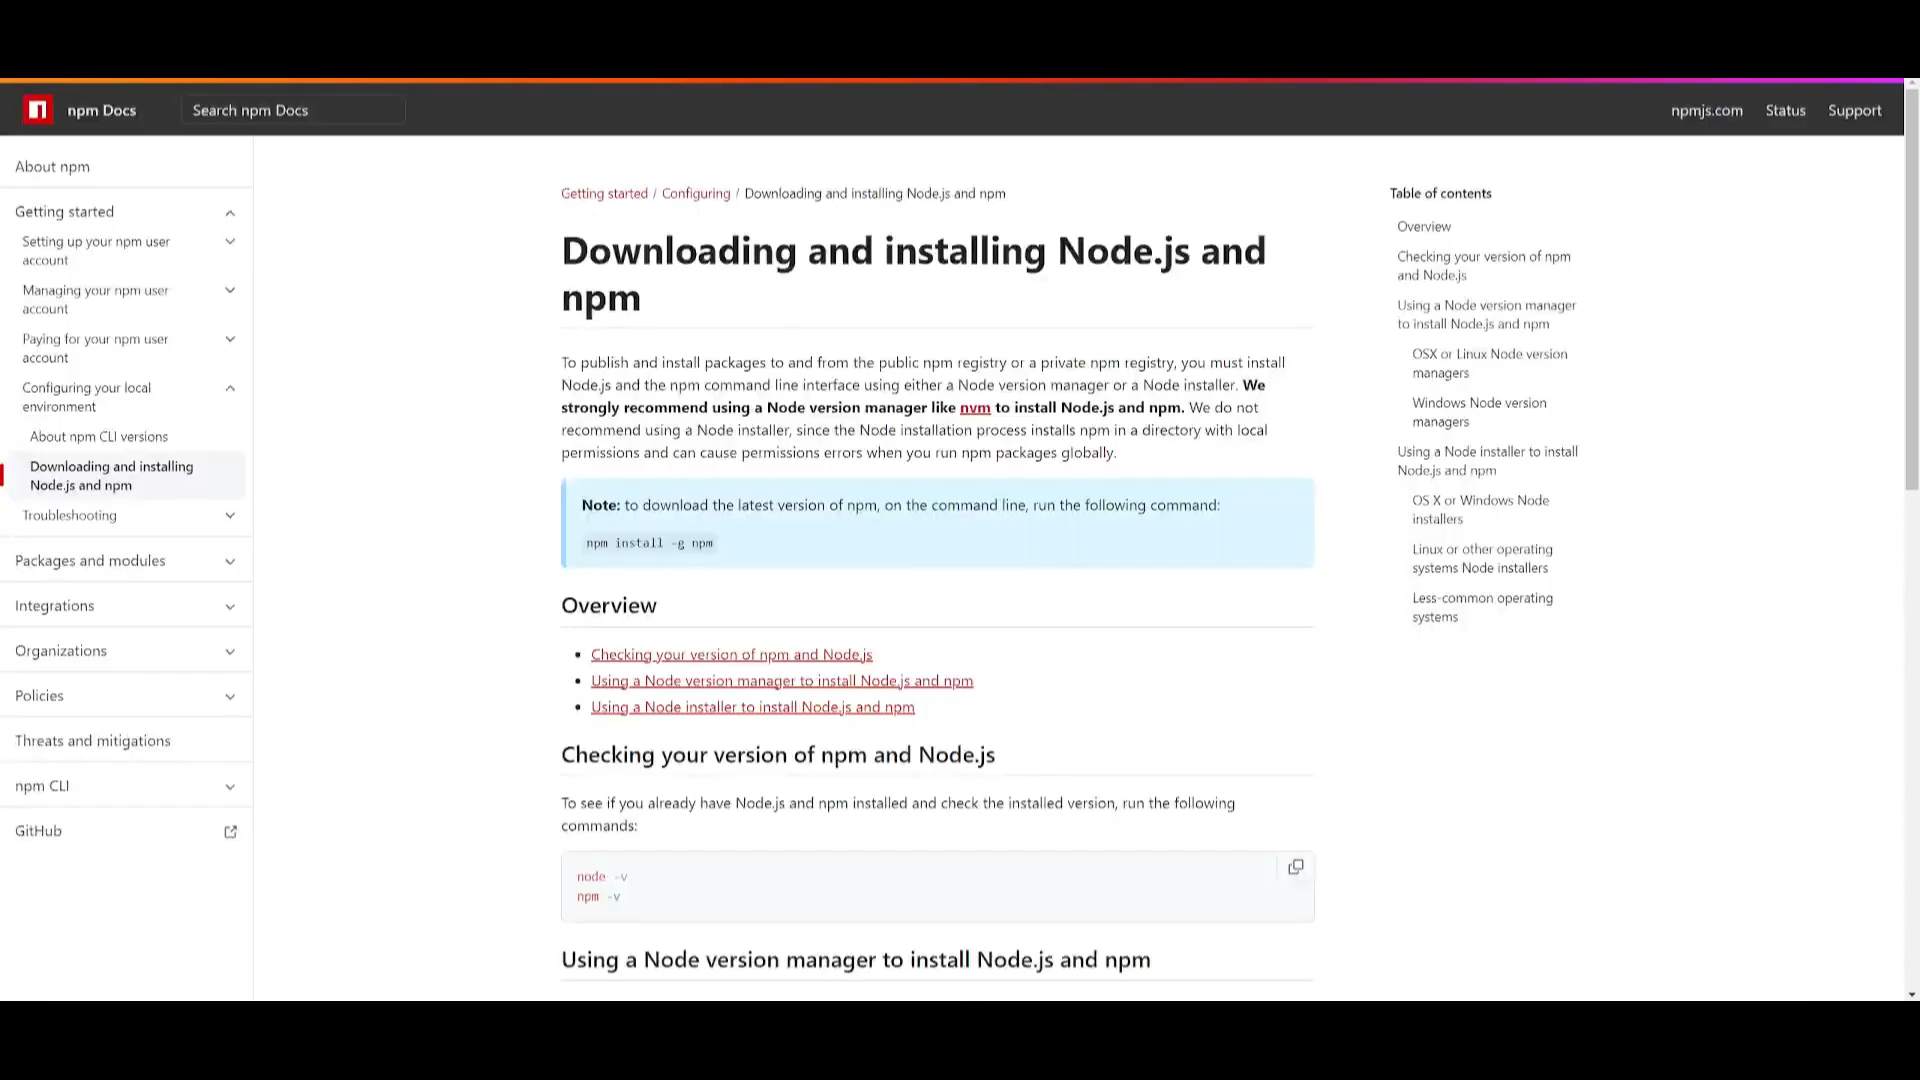 npm Docs
Search npm Docs
npmjs.com
Status
Support
About npm
Getting started
Setting up your npm user
account
Managing your npm user
account
Paying for your npm user
account
Configuring your local
environment
About npm CLI versions
Downloading and installing
Node.js and npm
Troubleshooting
Packages and modules
Integrations
Organizations
Policies
Threats and mitigations
npm CLI
GitHub
Getting started / Configuring / Downloading and installing Node.js and npm
Downloading and installing Node.js and
npm
To publish and install packages to and from the public npm registry or a private npm registry, you must install
Node.js and the npm command line interface using either a Node version manager or a Node installer. We
strongly recommend using a Node version manager like nvm to install Node.js and npm. We do not
recommend using a Node installer, since the Node installation process installs npm in a directory with local
permissions and can cause permissions errors when you run npm packages globally.
Note: to download the latest version of npm, on the command line, run the following command:
npm install -g npm
Overview
• Checking your version of npm and Node.js
• Using a Node version manager to install Node.js and npm
• Using a Node installer to install Node.js and npm
Checking your version of npm and Node.js
To see if you already have Node.js and npm installed and check the installed version, run the following
commands:
node -v
npm -v
Using a Node version manager to install Node.js and npm
Table of contents
Overview
Checking your version of npm
and Node.js
Using a Node version manager
to install Node.js and npm
OSX or Linux Node version
managers
Windows Node version
managers
Using a Node installer to install
Node.js and npm
OS X or Windows Node
installers
Linux or other operating
systems Node installers
Less-common operating
systems